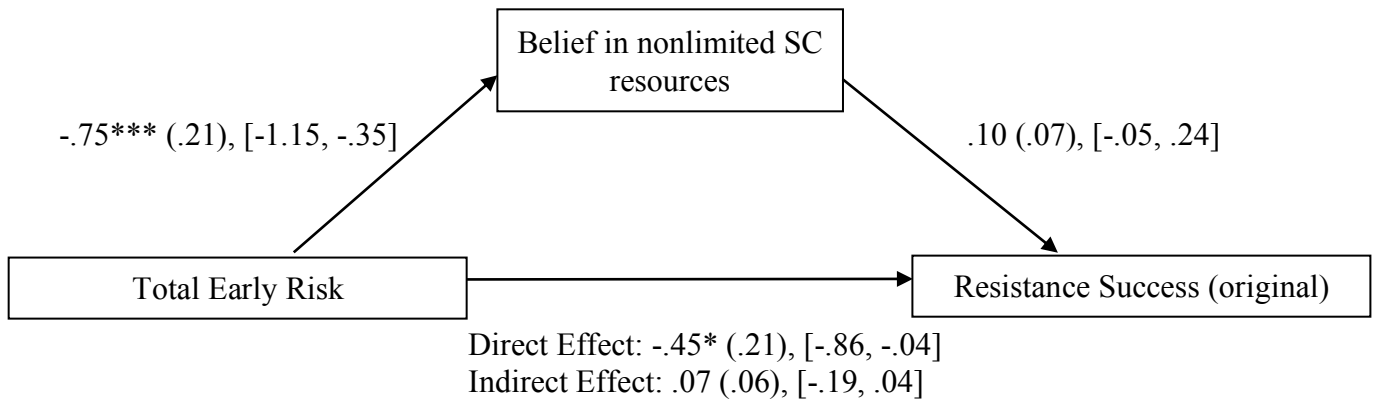 Belief in nonlimited SC
resources
-.75*** (.21), [-1.15, -.35]
.10 (.07), [-.05, .24]
Total Early Risk
Resistance Success (original)
Direct Effect: -.45* (.21), [-.86, -.04]
Indirect Effect: .07 (.06), [-.19, .04]